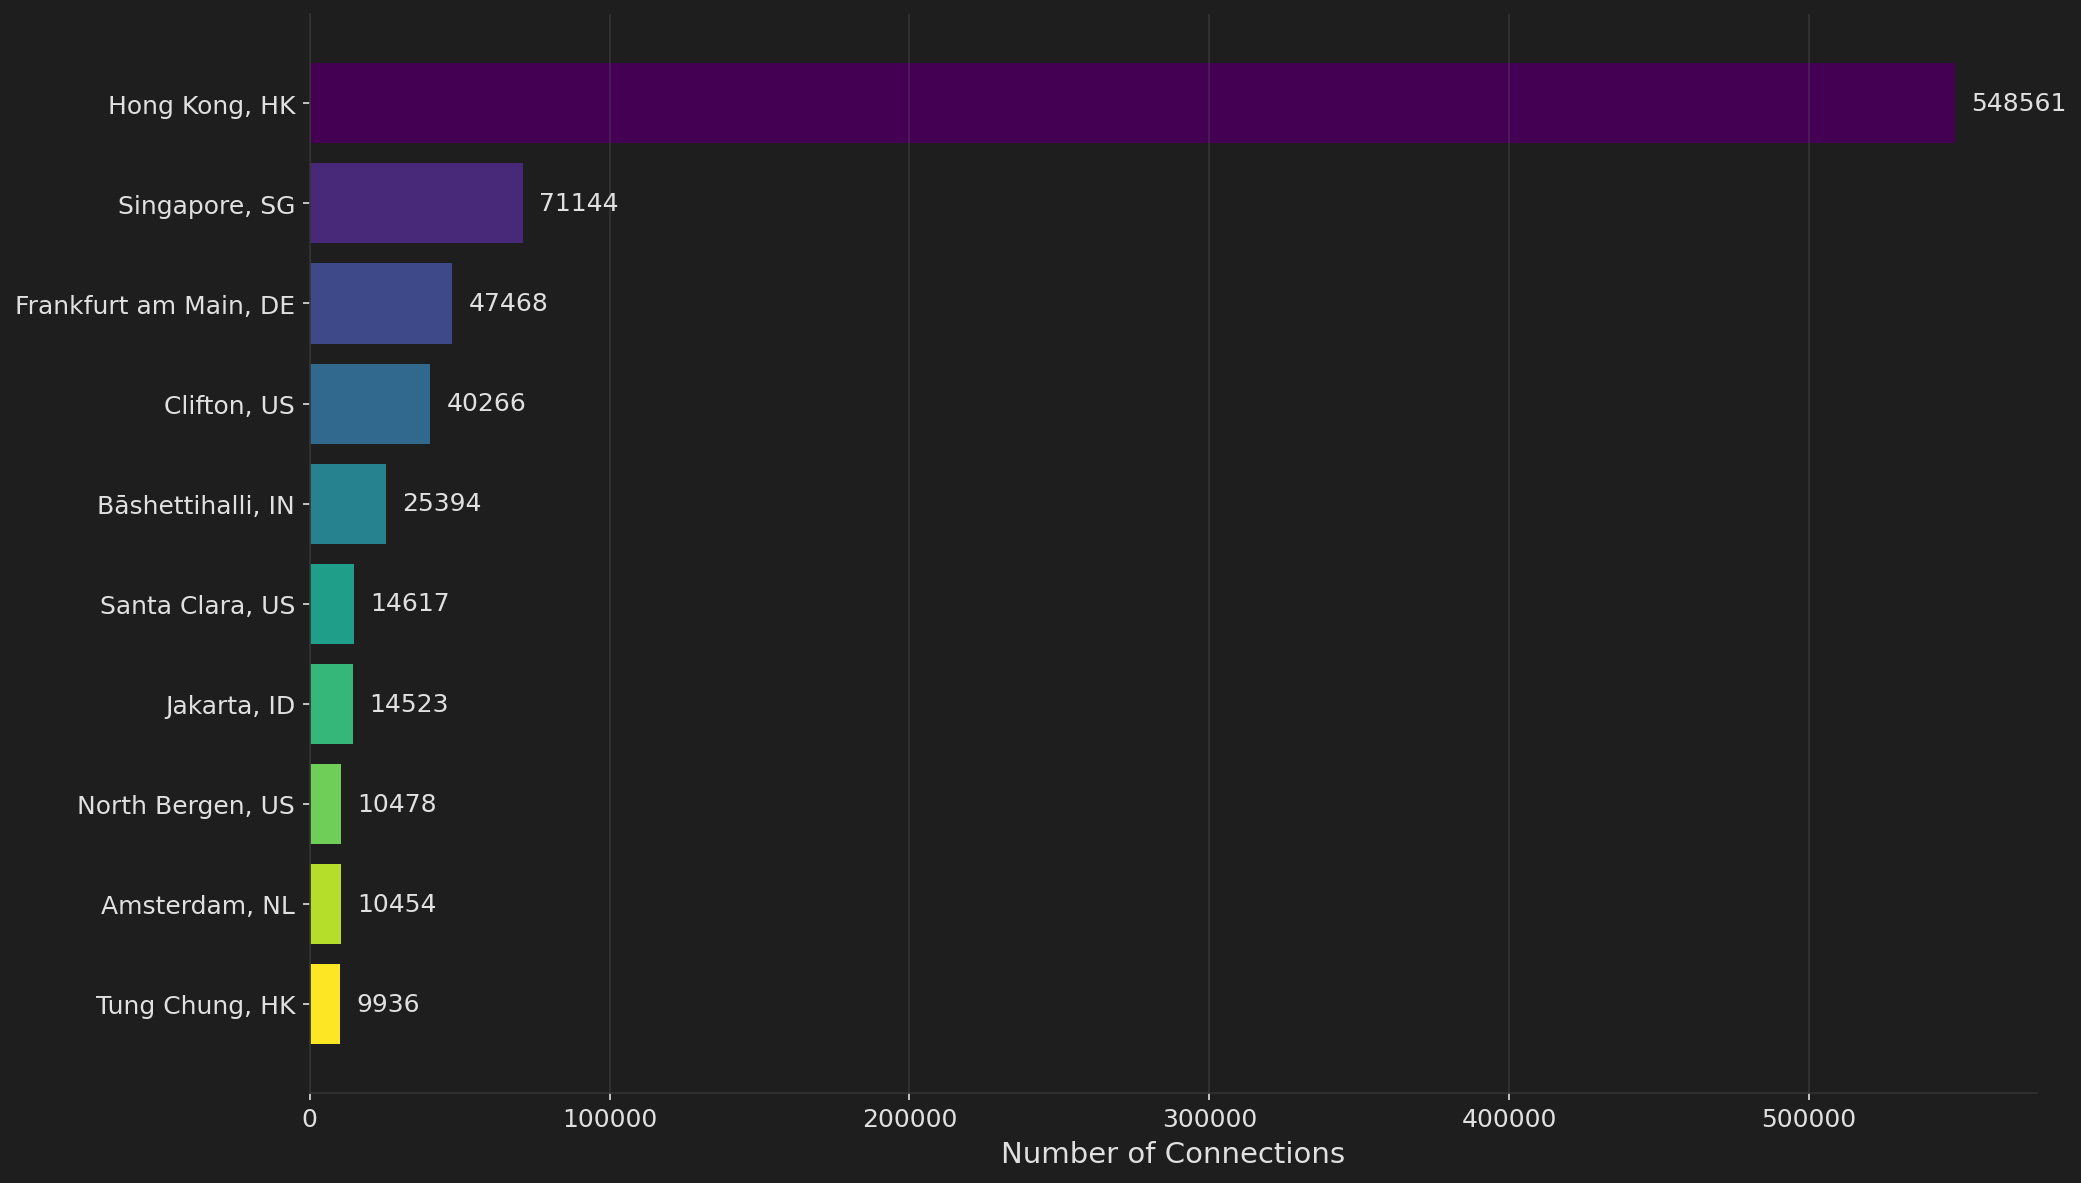 Hong Kong, HK 548561
Singapore, SG 71144
Frankfurt am Main, DE 47468
Clifton, US 40266
Bāshettihalli, IN 25394
Santa Clara, US 14617
Jakarta, ID 14523
North Bergen, US 10478
Amsterdam, NL 10454
Tung Chung, HK 9936
0 100000 200000 300000 400000 500000
Number of Connections